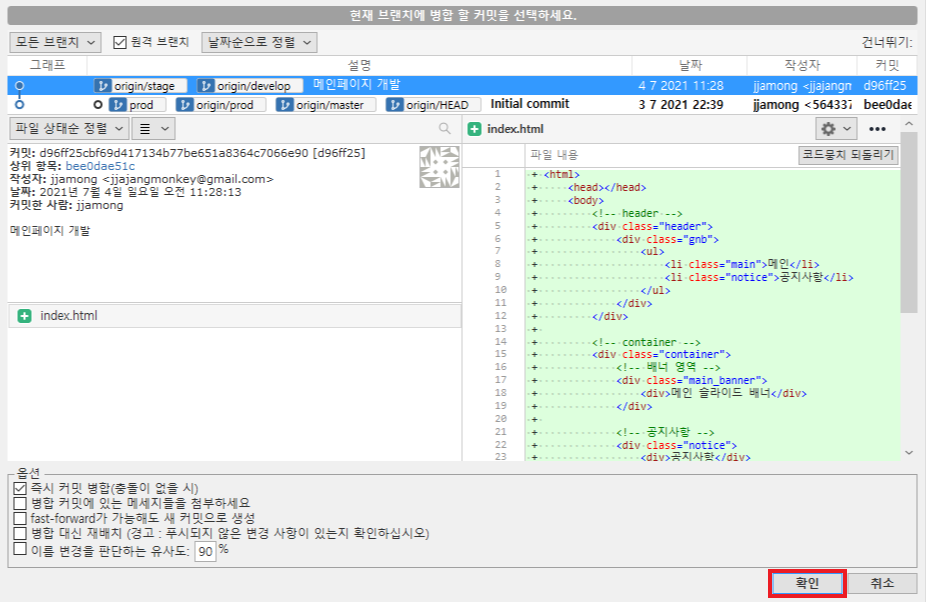 현재 브랜치에 병합 할 커밋을 선택하세요.
모든 브랜치 원격 브랜치 날짜순으로 정렬 건너뛰기:
그래프 설명 날짜 작성자 커밋
origin/stage origin/develop 메인페이지 개발 4 7 2021 11:28 jjamong <jjajangm d96ff25
prod origin/prod origin/master origin/HEAD Initial commit 3 7 2021 22:39 jjamong <564337 bee0dae
파일 상태순 정렬 index.html
커밋: d96ff25cbf69d417134b77be651a8364c7066e90 [d96ff25]
상위 항목: bee0dae51c
작성자: jjamong <jjajangmonkey@gmail.com>
날짜: 2021년 7월 4일 일요일 오전 11:28:13
커밋한 사람: jjamong
메인페이지 개발
index.html
파일 내용 코드뭉치 되돌리기
1 + <html>
2 + <head></head>
3 + <body>
4 + <!-- header -->
5 + <div class="header">
6 + <div class="gnb">
7 + <ul>
8 + <li class="main">메인</li>
9 + <li class="notice">공지사항</li>
10 + </ul>
11 + </div>
12 + </div>
13 +
14 + <!-- container -->
15 + <div class="container">
16 + <!-- 배너 영역 -->
17 + <div class="main_banner">
18 + <div>메인 슬라이드 배너</div>
19 + </div>
20 +
21 + <!-- 공지사항 -->
22 + <div class="notice">
23 + <div>공지사항</div>
옵션
즉시 커밋 병합(충돌이 없을 시)
병합 커밋에 있는 메세지들을 첨부하세요
fast-forward가 가능해도 새 커밋으로 생성
병합 대신 재배치 (경고 : 푸시되지 않은 변경 사항이 있는지 확인하십시오)
이름 변경을 판단하는 유사도: 90 %
확인 취소